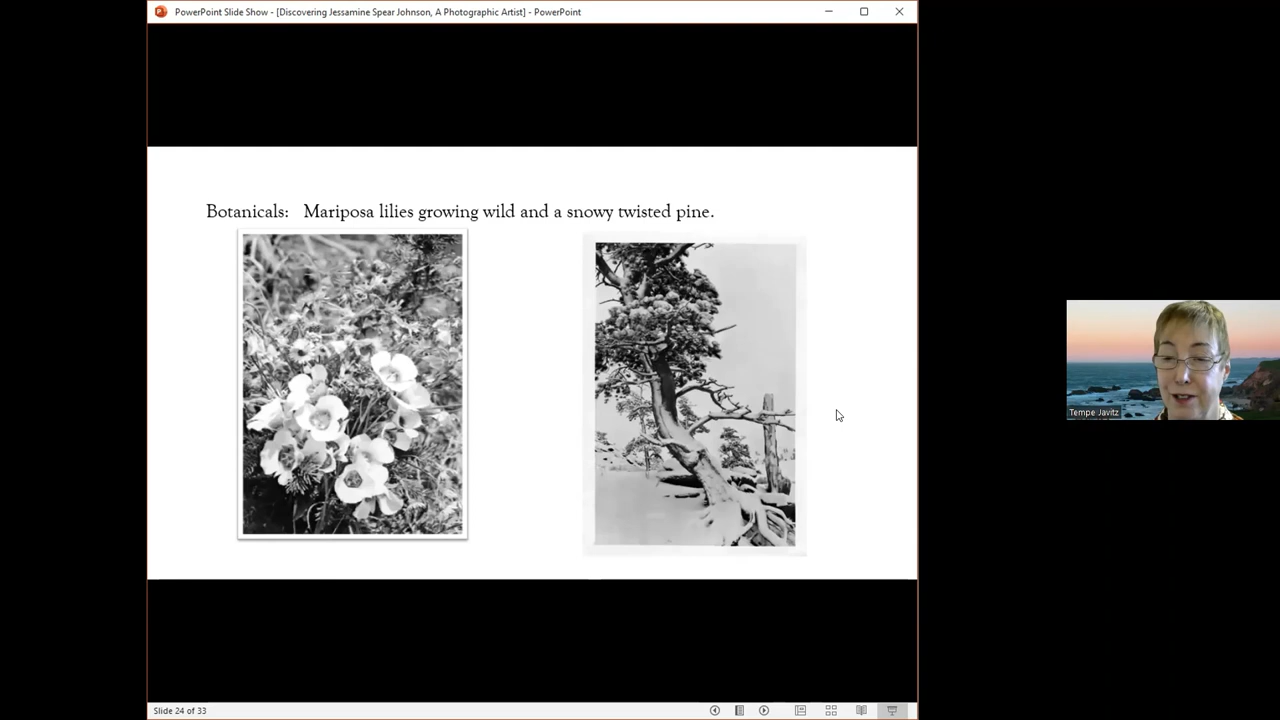 PowerPoint Slide Show - [Discovering Jessamine Spear Johnson, A Photographic Artist] - PowerPoint
Botanicals: Mariposa lilies growing wild and a snowy twisted pine.
Tempe Javitz
Slide 24 of 33